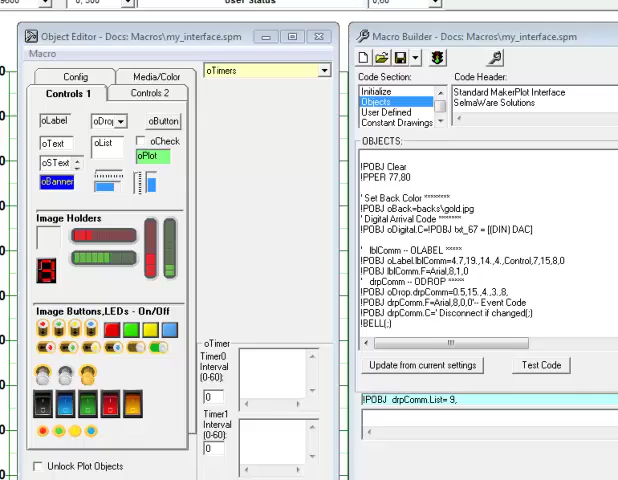 User Status
0,60
Object Editor - Docs: Macros\my_interface.spm
Macro
Config
Media/Color
Controls 1
Controls 2
oLabel
oDrop
oButton
oText
oList
oCheck
oPlot
oSText
oBanner
Image Holders
Image Buttons,LEDs - On/Off
Unlock Plot Objects
oTimers
oTimer
Timer0
Interval
(0-60):
0
Timer1
Interval
(0-60):
0
Macro Builder - Docs: Macros\my_interface.spm
Code Section:
Code Header:
Initialize
Objects
User Defined
Constant Drawings
Standard MakerPlot Interface
SelmaWare Solutions
OBJECTS:
!POBJ Clear
!PPER 77,80
' Set Back Color ********
!POBJ oBack=backs\gold.jpg
' Digital Arrival Code *******
!POBJ oDigital.C=!POBJ txt_67 = [(DIN) DAC]
' lblComm -- OLABEL *****
!POBJ oLabel.lblComm=4.7,19.,14.,4.,Control,7,15,8,0
!POBJ lblComm.F=Arial,8,1,0
' drpComm -- ODROP *****
!POBJ oDrop.drpComm=0.5,15.,4.,3.,8,
!POBJ drpComm.F=Arial,8,0,0'-- Event Code
!POBJ drpComm.C=' Disconnect if changed(;)
!BELL(;)
Update from current settings
Test Code
!POBJ drpComm.List= 9,